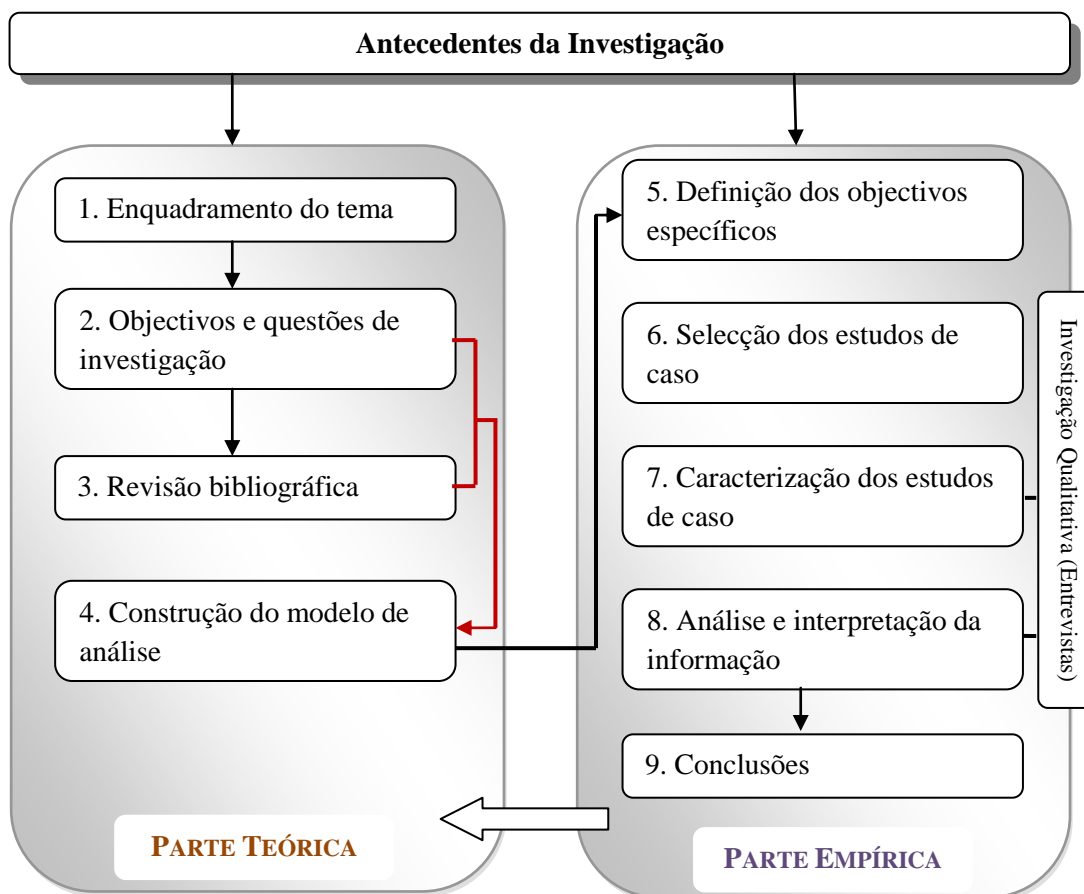 Antecedentes da Investigação
1. Enquadramento do tema
2. Objectivos e questões de
investigação
3. Revisão bibliográfica
4. Construção do modelo de
análise
PARTE TEÓRICA
5. Definição dos objectivos
específicos
6. Selecção dos estudos de
caso
7. Caracterização dos estudos
de caso
8. Análise e interpretação da
informação
9. Conclusões
PARTE EMPÍRICA
Investigação Qualitativa (Entrevistas)